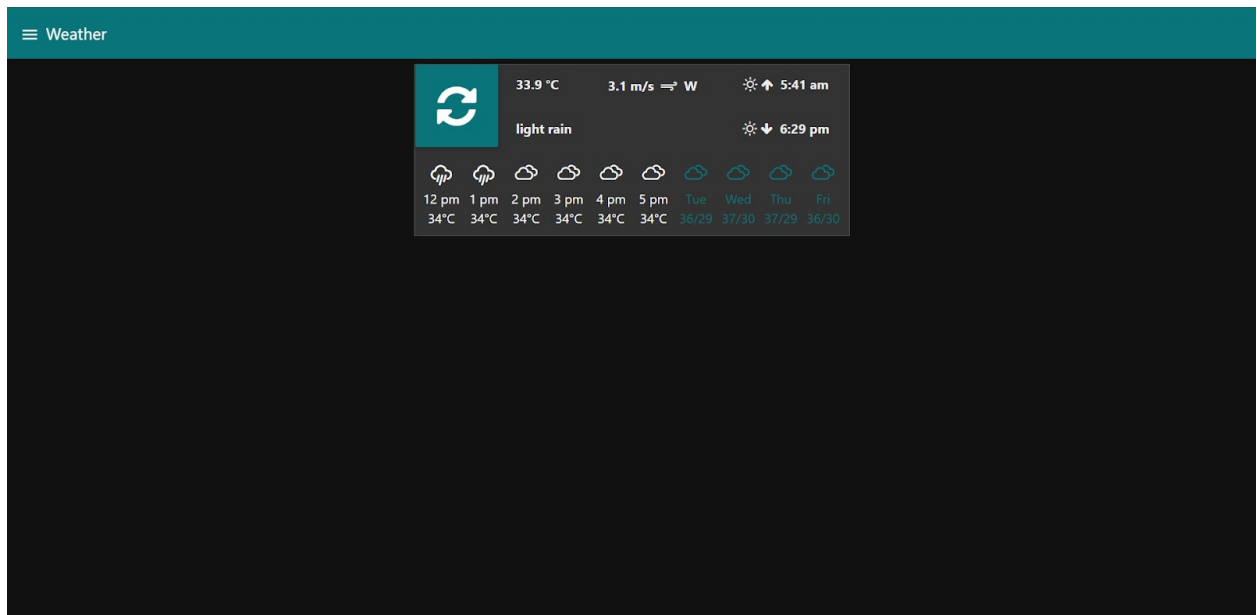 Weather
33.9 °C 3.1 m/s W 5:41 am
light rain 6:29 pm
12 pm 1 pm 2 pm 3 pm 4 pm 5 pm Tue Wed Thu Fri
34°C 34°C 34°C 34°C 34°C 34°C 36/29 37/30 37/29 36/30